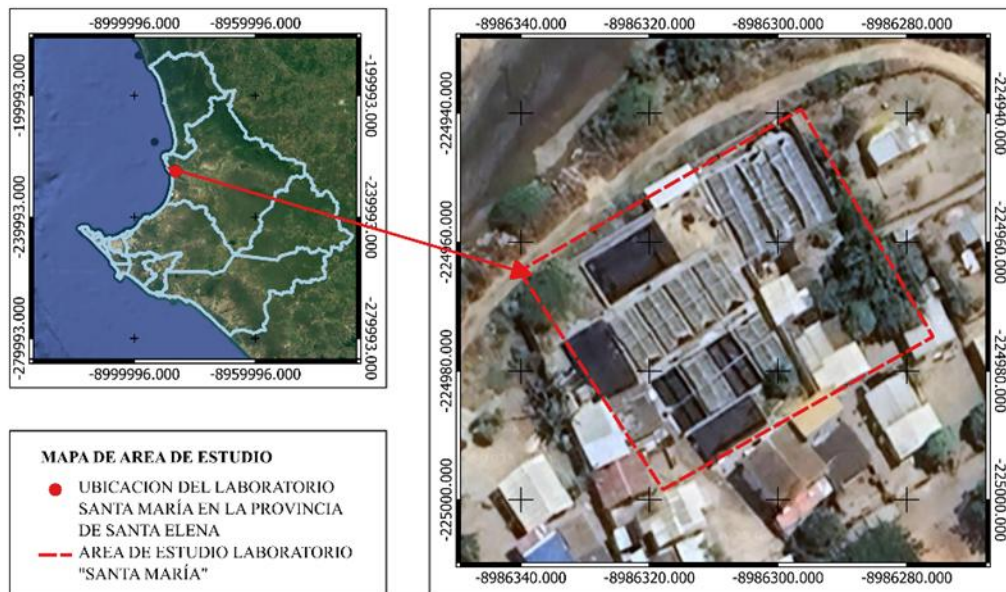 -8999996.000 -8959996.000
-199993.000
-199993.000
-239993.000
-239993.000
-279993.000
-279993.000
-8999996.000 -8959996.000
-8986340.000 -8986320.000 -8986300.000 -8986280.000
-224940.000
-224940.000
-224960.000
-224960.000
-224980.000
-224980.000
-225000.000
-225000.000
-8986340.000 -8986320.000 -8986300.000 -8986280.000
MAPA DE AREA DE ESTUDIO
UBICACION DEL LABORATORIO
SANTA MARÍA EN LA PROVINCIA
DE SANTA ELENA
AREA DE ESTUDIO LABORATORIO
"SANTA MARÍA"